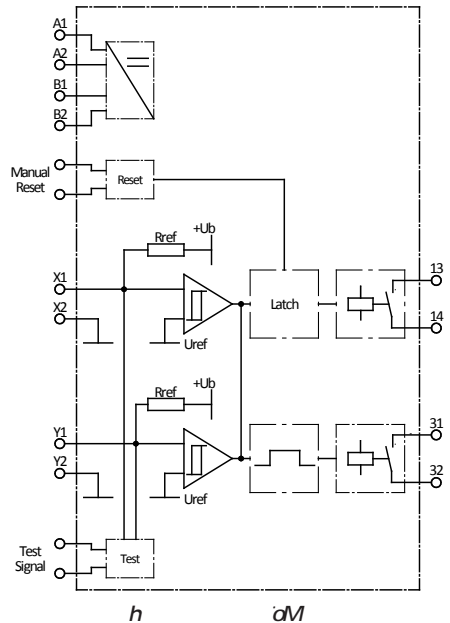 A1
A2
B1
B2
Manual
Reset
Reset
Rref
+Ub
X1
X2
Uref
Latch
13
14
Rref
+Ub
Y1
Y2
Uref
31
32
Test
Signal
Test